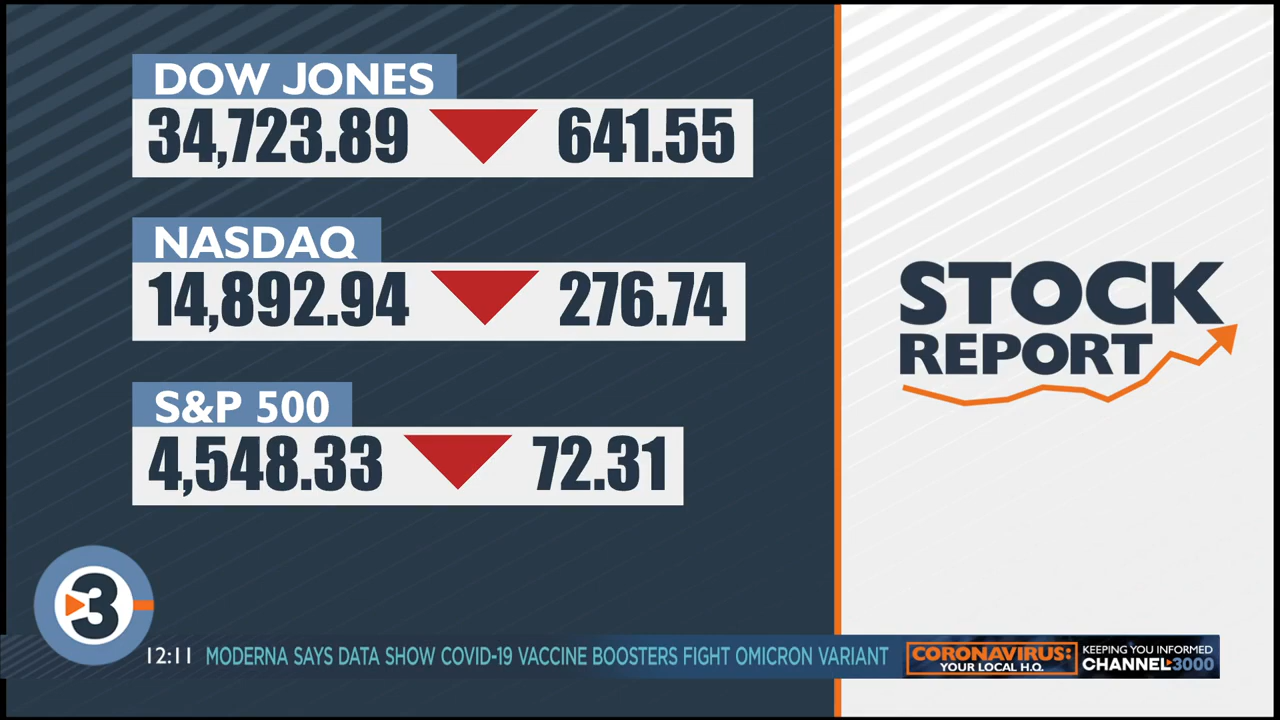 DOW JONES
34,723.89 641.55
NASDAQ
14,892.94 276.74
S&P 500
4,548.33 72.31
STOCK
REPORT
3
12:11 MODERNA SAYS DATA SHOW COVID-19 VACCINE BOOSTERS FIGHT OMICRON VARIANT
CORONAVIRUS:
YOUR LOCAL H.Q.
KEEPING YOU INFORMED
CHANNEL3000